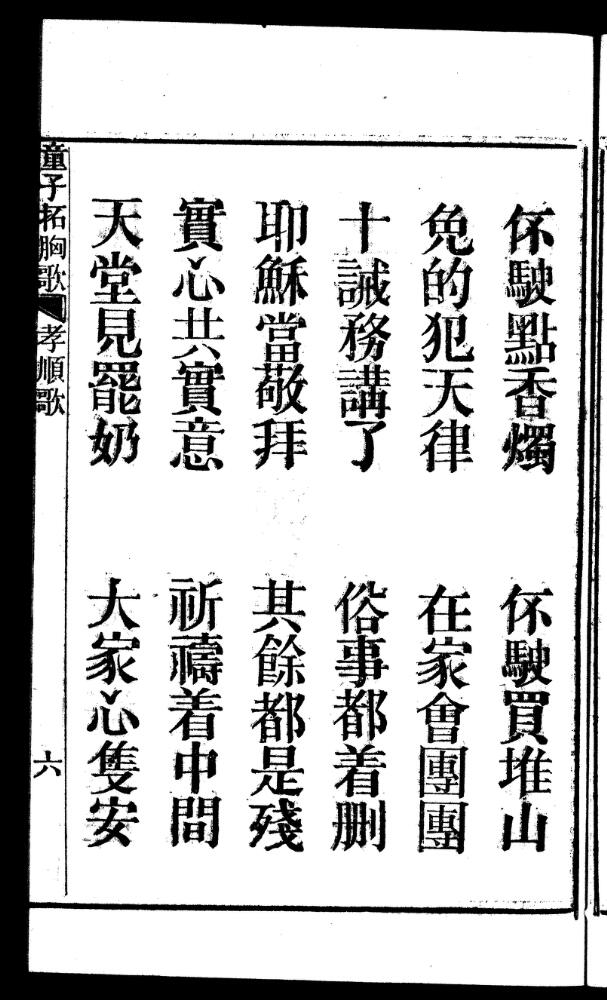 伓駛點香燭 伓駛買堆山
免的犯天律 在家會團團
十誡務講了 俗事都着刪
耶穌當敬拜 其餘都是殘
實心共實意 祈禱着中間
天堂見罷奶 大家心隻安
童子拓胸歌 孝順歌 六